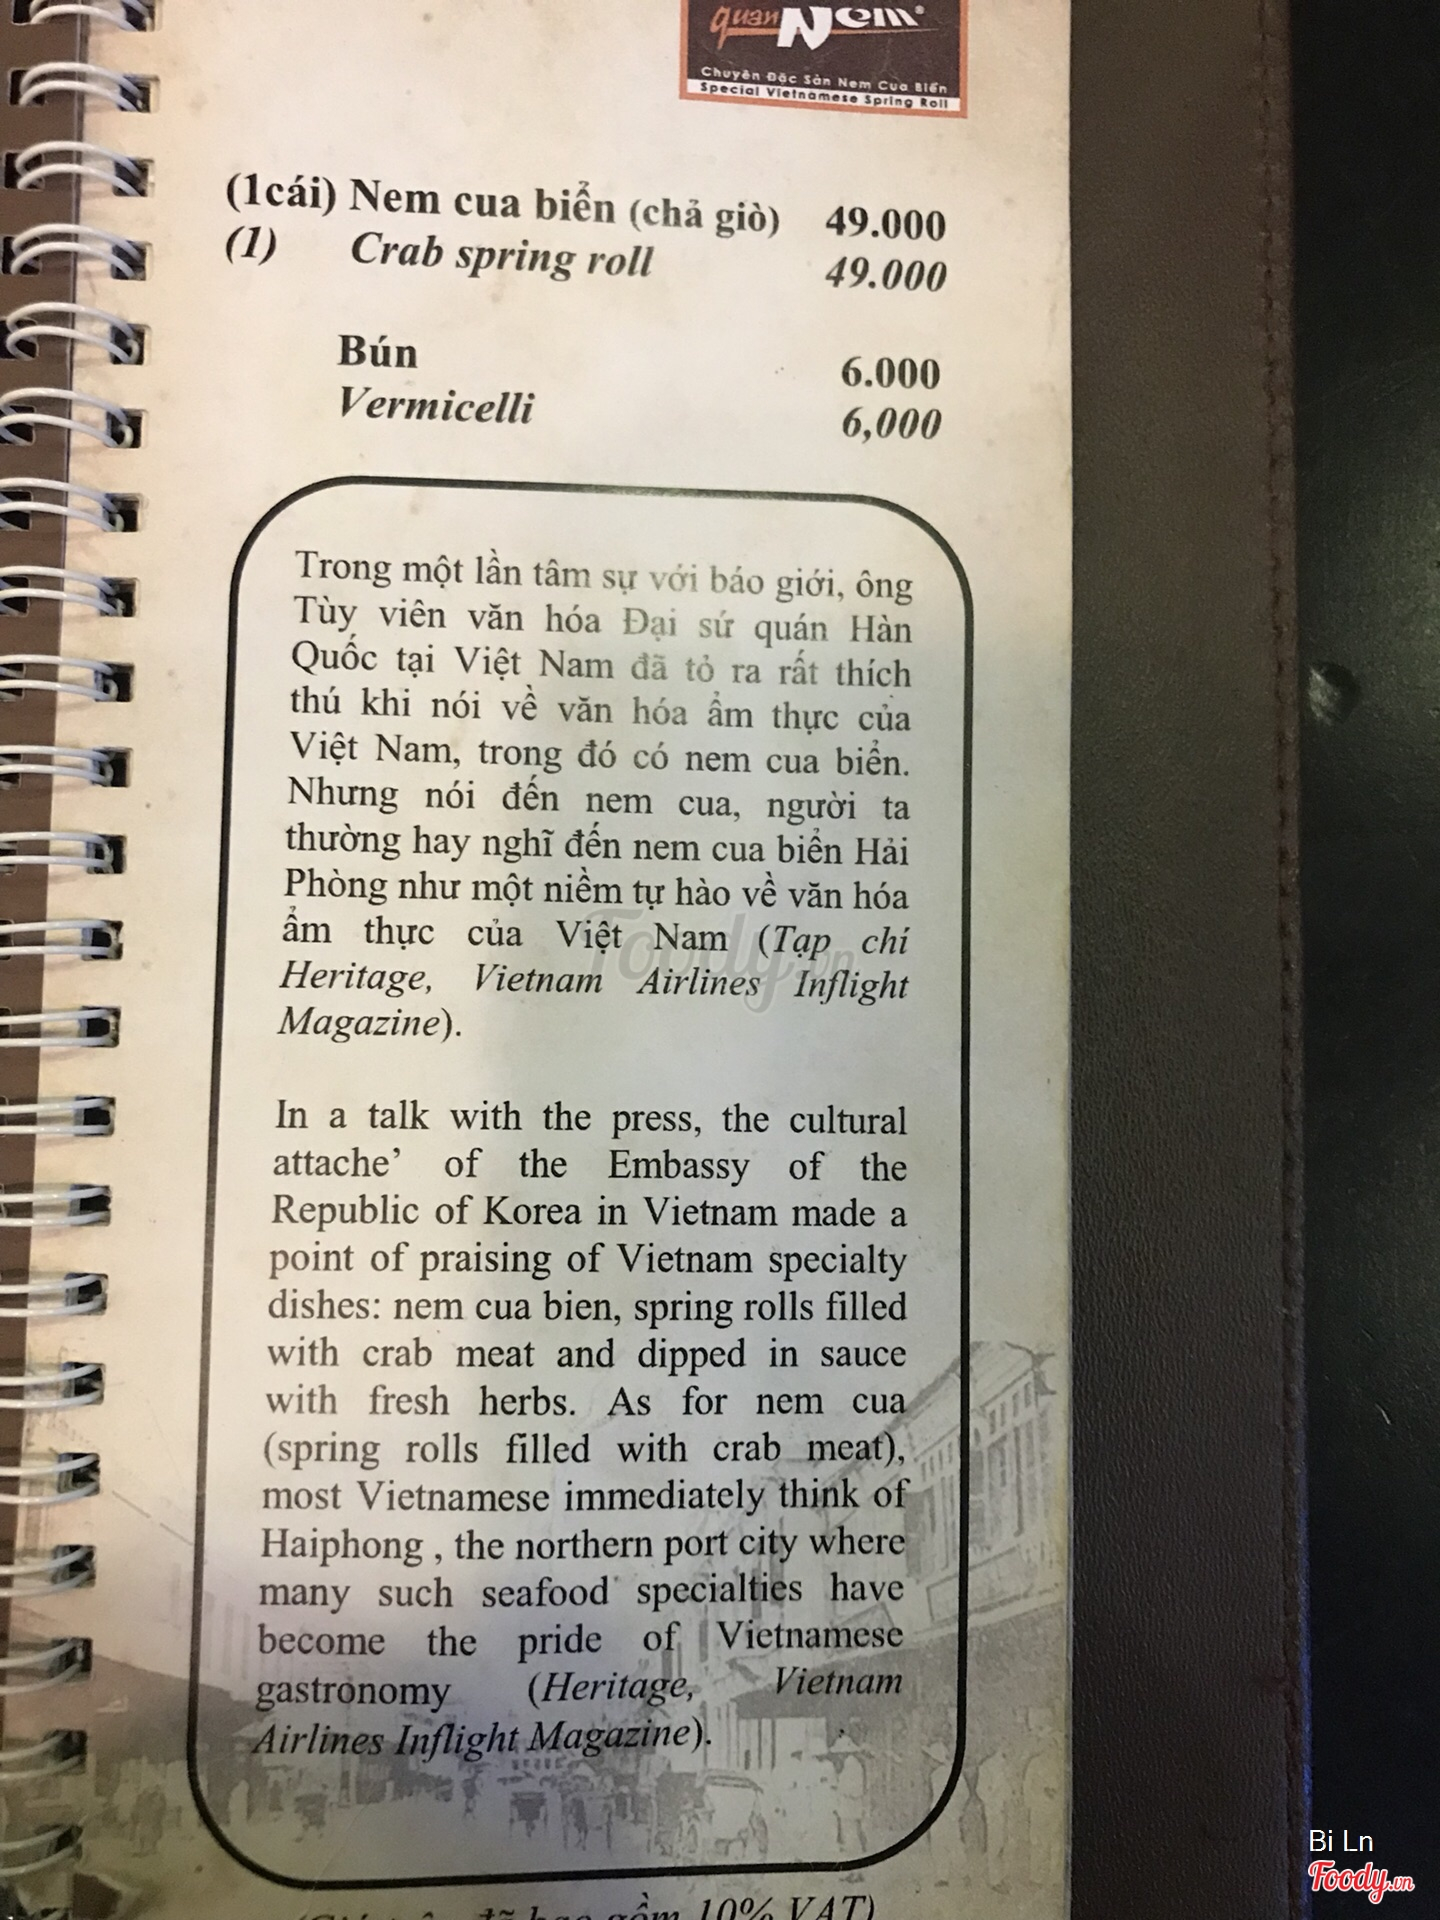 quán Nem®
Chuyên Đặc Sản Nem Cua Biển
Special Vietnamese Spring Roll
(1cái) Nem cua biển (chả giò) 49.000
(1) Crab spring roll 49.000
Bún 6.000
Vermicelli 6,000
Trong một lần tâm sự với báo giới, ông
Tùy viên văn hóa Đại sứ quán Hàn
Quốc tại Việt Nam đã tỏ ra rất thích
thú khi nói về văn hóa ẩm thực của
Việt Nam, trong đó có nem cua biển.
Nhưng nói đến nem cua, người ta
thường hay nghĩ đến nem cua biển Hải
Phòng như một niềm tự hào về văn hóa
ẩm thực của Việt Nam (Tạp chí
Heritage, Vietnam Airlines Inflight
Magazine).
In a talk with the press, the cultural
attache’ of the Embassy of the
Republic of Korea in Vietnam made a
point of praising of Vietnam specialty
dishes: nem cua bien, spring rolls filled
with crab meat and dipped in sauce
with fresh herbs. As for nem cua
(spring rolls filled with crab meat),
most Vietnamese immediately think of
Haiphong , the northern port city where
many such seafood specialties have
become the pride of Vietnamese
gastronomy (Heritage, Vietnam
Airlines Inflight Magazine).
đã bao gồm 10% VAT)
Foody.vn
Bi Ln
Foody.vn